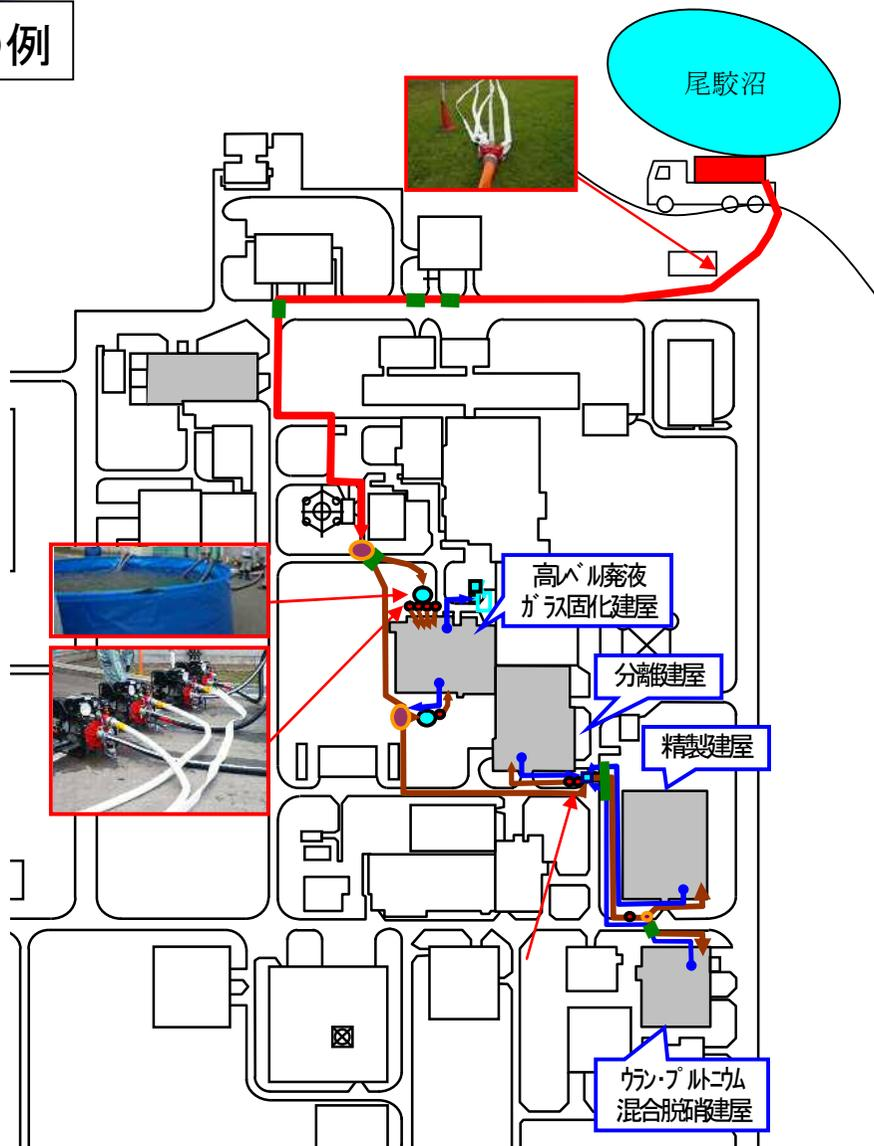 例
尾駮沼
高レベル廃液
ガラス固化建屋
分離建屋
精製建屋
ウラン・プルトニウム
混合脱硝建屋